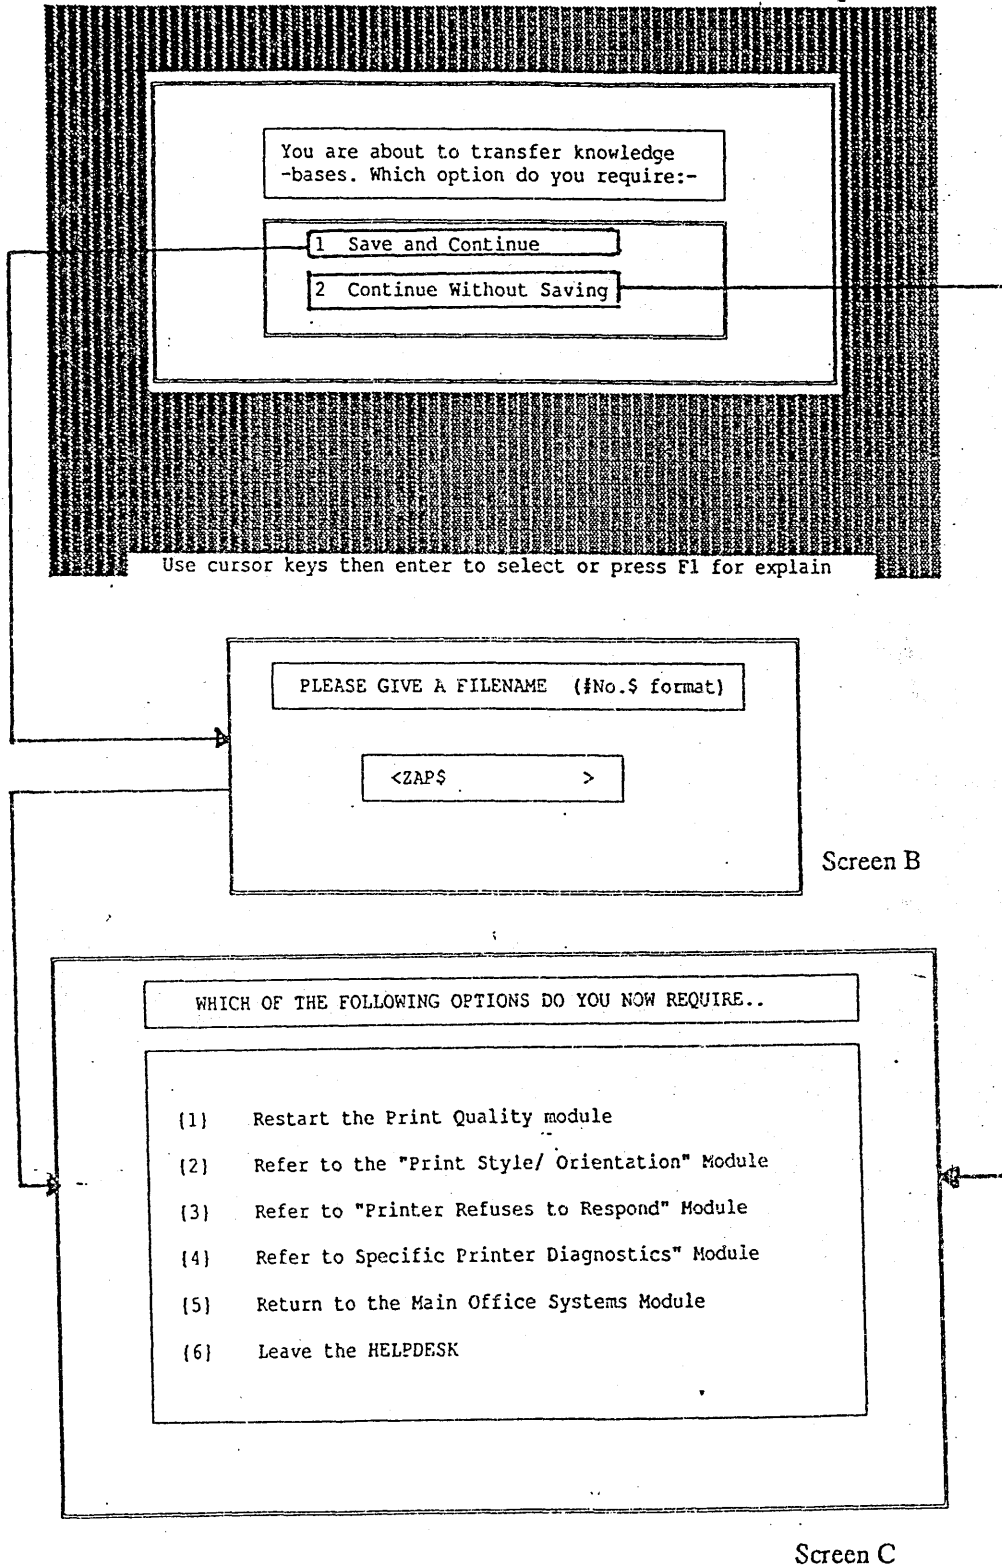 You are about to transfer knowledge
-bases. Which option do you require:-
1 Save and Continue
2 Continue Without Saving
Use cursor keys then enter to select or press F1 for explain
PLEASE GIVE A FILENAME (#No.$ format)
<ZAP$ >
Screen B
WHICH OF THE FOLLOWING OPTIONS DO YOU NOW REQUIRE..
{1} Restart the Print Quality module
{2} Refer to the "Print Style/ Orientation" Module
{3} Refer to "Printer Refuses to Respond" Module
{4} Refer to Specific Printer Diagnostics" Module
{5} Return to the Main Office Systems Module
{6} Leave the HELPDESK
Screen C